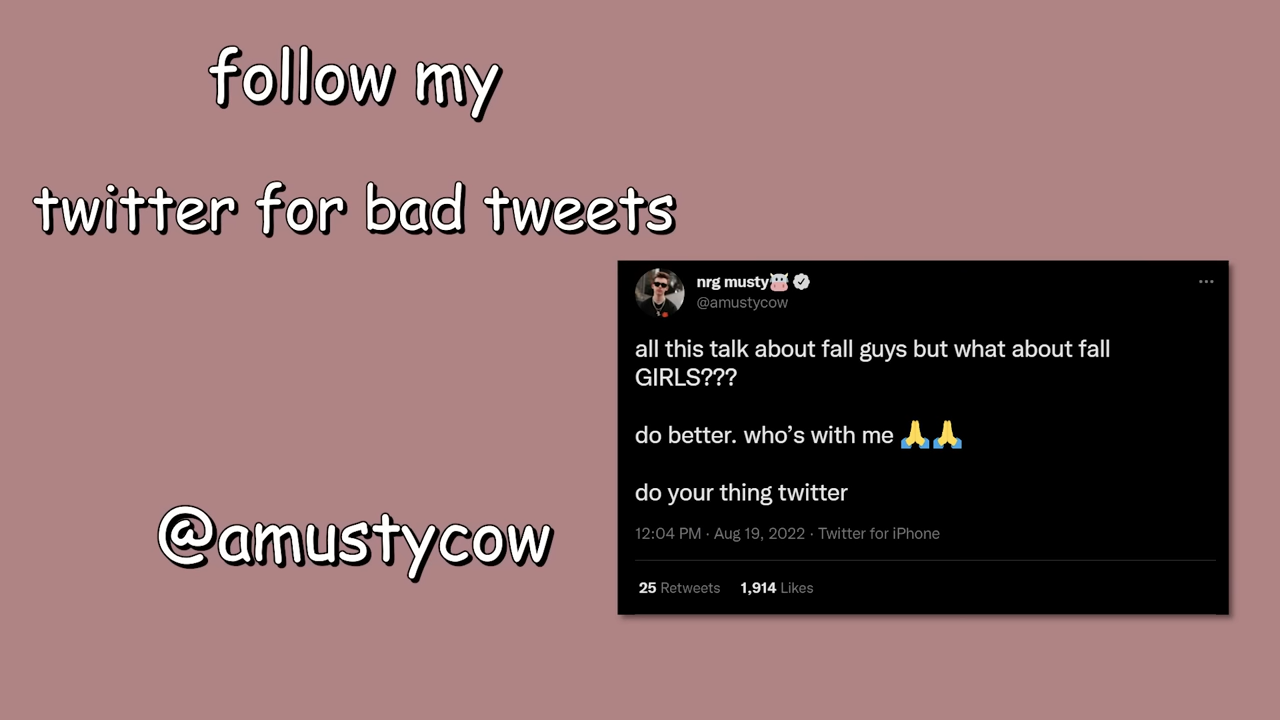 follow my
twitter for bad tweets
nrg musty🐮
@amustycow
all this talk about fall guys but what about fall
GIRLS???
do better. who’s with me 🙏🙏
do your thing twitter
12:04 PM · Aug 19, 2022 · Twitter for iPhone
25 Retweets 1,914 Likes
@amustycow